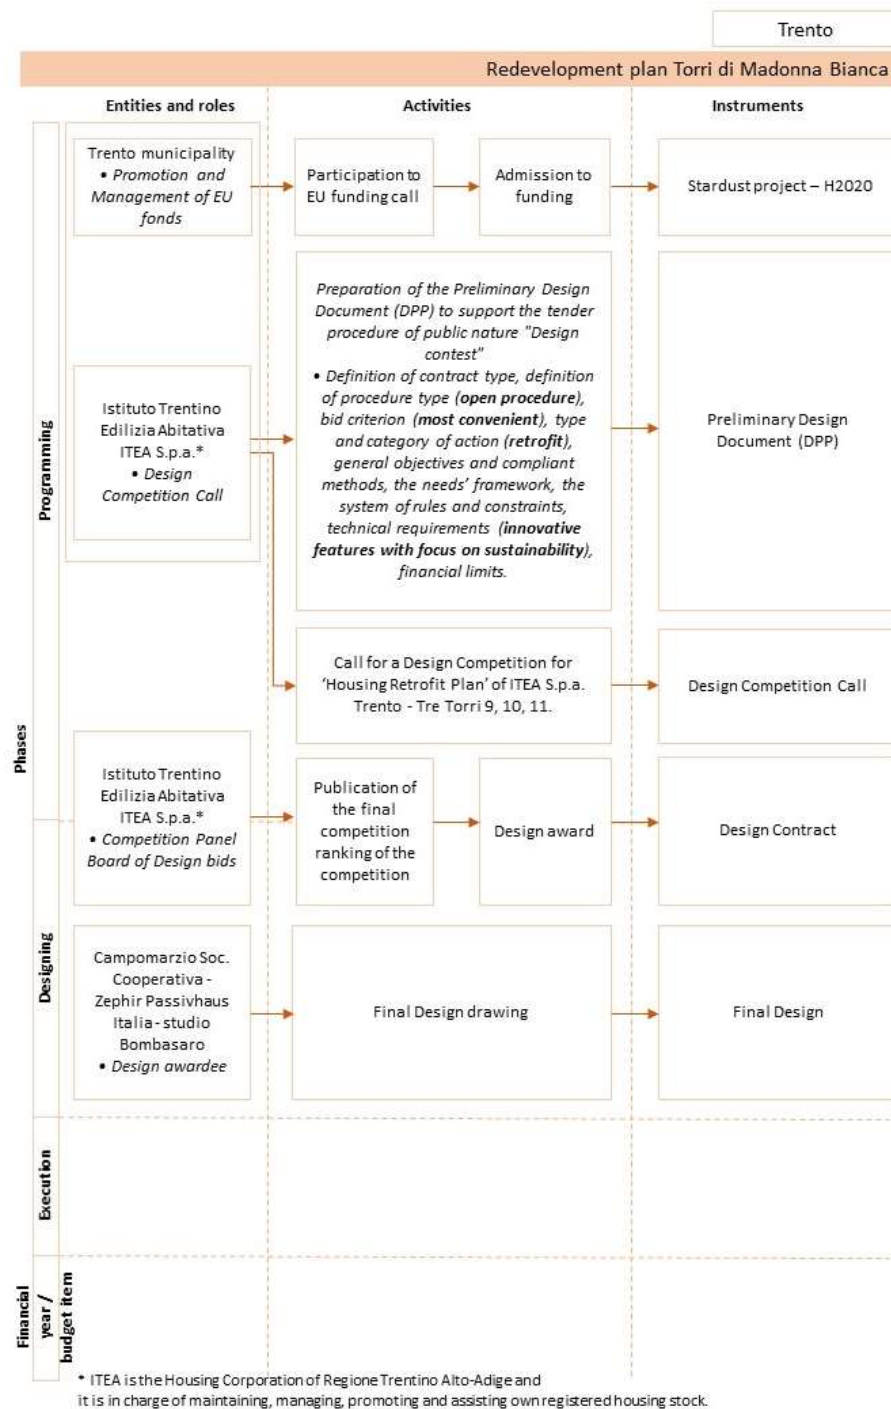 Trento
Redevelopment plan Torri di Madonna Bianca
Entities and roles
Activities
Instruments
Phases
Programming
Trento municipality
• Promotion and
Management of EU
fonds
Participation to
EU funding call
Admission to
funding
Stardust project – H2020
Istituto Trentino
Edilizia Abitativa
ITEA S.p.a.*
• Design
Competition Call
Preparation of the Preliminary Design
Document (DPP) to support the tender
procedure of public nature "Design
contest"
• Definition of contract type, definition
of procedure type (open procedure),
bid criterion (most convenient), type
and category of action (retrofit),
general objectives and compliant
methods, the needs’ framework, the
system of rules and constraints,
technical requirements (innovative
features with focus on sustainability),
financial limits.
Preliminary Design
Document (DPP)
Call for a Design Competition for
‘Housing Retrofit Plan’ of ITEA S.p.a.
Trento - Tre Torri 9, 10, 11.
Design Competition Call
Istituto Trentino
Edilizia Abitativa
ITEA S.p.a.*
• Competition Panel
Board of Design bids
Publication of
the final
competition
ranking of the
competition
Design award
Design Contract
Designing
Campomarzio Soc.
Cooperativa -
Zephir Passivhaus
Italia - studio
Bombasaro
• Design awardee
Final Design drawing
Final Design
Execution
Financial
year /
budget item
* ITEA is the Housing Corporation of Regione Trentino Alto-Adige and
it is in charge of maintaining, managing, promoting and assisting own registered housing stock.